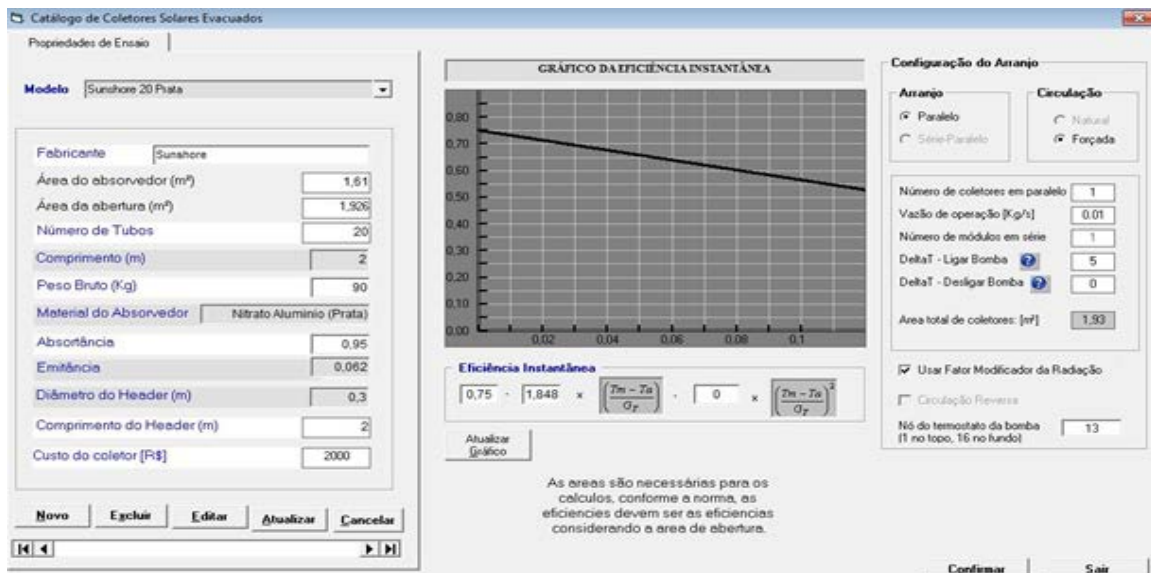 Catálogo de Coletores Solares Evacuados
Propriedades de Ensaio
Modelo Sunshore 20 Prata
Fabricante Sunshore
Área do absorvedor (m²) 1,61
Área da abertura (m²) 1,926
Número de Tubos 20
Comprimento (m) 2
Peso Bruto (Kg) 90
Material do Absorvedor Nitrato Aluminio (Prata)
Absortância 0,95
Emitância 0,062
Diâmetro do Header (m) 0,3
Comprimento do Header (m) 2
Custo do coletor [R$] 2000
Novo Excluir Editar Atualizar Cancelar
GRÁFICO DA EFICIÊNCIA INSTANTÂNEA
0,80
0,70
0,60
0,50
0,40
0,30
0,20
0,10
0,00
0,02 0,04 0,06 0,08 0,1
Eficiência Instantânea
0,75 - 1,848 × (Tm − Ta / G_T) - 0 × (Tm − Ta / G_T)²
Atualizar
Gráfico
As areas são necessárias para os
calculos, conforme a norma, as
eficiencies devem ser as eficiencias
considerando a area de abertura.
Configuração do Arranjo
Arranjo
Paralelo
Série-Paralelo
Circulação
Natural
Forçada
Número de coletores em paralelo 1
Vazão de operação [Kg/s] 0.01
Número de módulos em série 1
DeltaT - Ligar Bomba ? 5
DeltaT - Desligar Bomba ? 0
Area total de coletores: [m²] 1,93
Usar Fator Modificador da Radiação
Circulação Reversa
Nó do termostato da bomba 13
(1 no topo, 16 no fundo)
Confirmar Sair